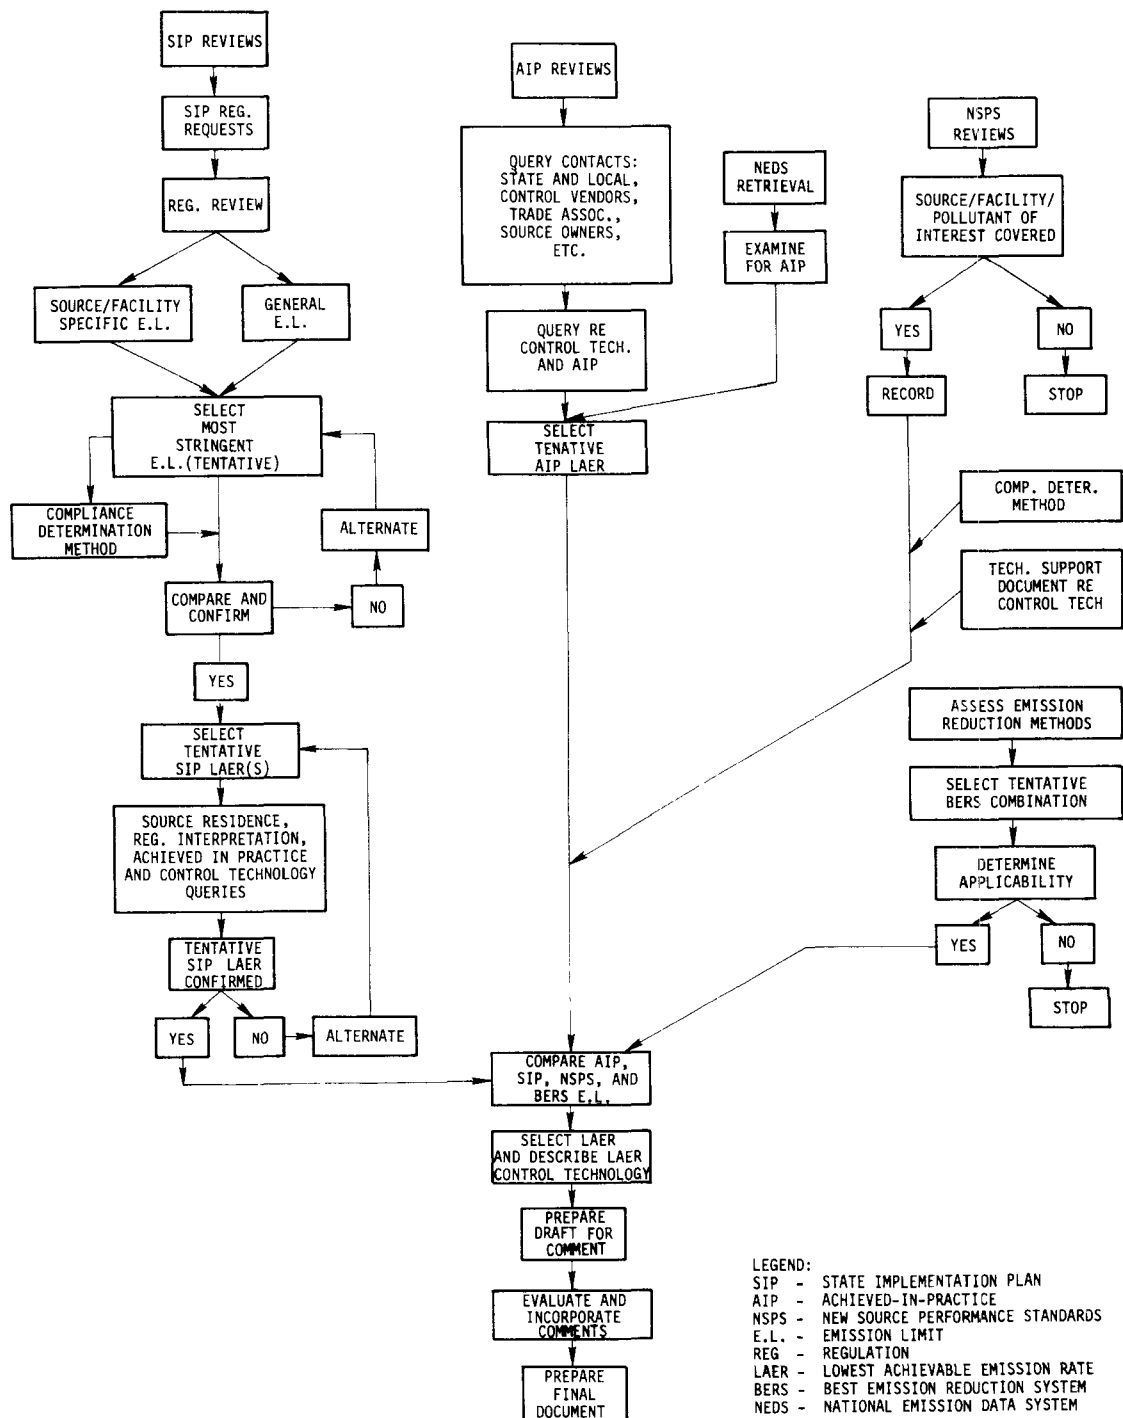 SIP REVIEWS
SIP REG.
REQUESTS
REG. REVIEW
SOURCE/FACILITY
SPECIFIC E.L.
GENERAL
E.L.
SELECT
MOST
STRINGENT
E.L.(TENTATIVE)
COMPLIANCE
DETERMINATION
METHOD
ALTERNATE
COMPARE AND
CONFIRM
NO
YES
SELECT
TENTATIVE
SIP LAER(S)
SOURCE RESIDENCE,
REG. INTERPRETATION,
ACHIEVED IN PRACTICE
AND CONTROL TECHNOLOGY
QUERIES
TENTATIVE
SIP LAER
CONFIRMED
YES
NO
ALTERNATE
AIP REVIEWS
QUERY CONTACTS:
STATE AND LOCAL,
CONTROL VENDORS,
TRADE ASSOC.,
SOURCE OWNERS,
ETC.
QUERY RE
CONTROL TECH.
AND AIP
NEDS
RETRIEVAL
EXAMINE
FOR AIP
SELECT
TENATIVE
AIP LAER
NSPS
REVIEWS
SOURCE/FACILITY/
POLLUTANT OF
INTEREST COVERED
YES
NO
RECORD
STOP
COMP. DETER.
METHOD
TECH. SUPPORT
DOCUMENT RE
CONTROL TECH
ASSESS EMISSION
REDUCTION METHODS
SELECT TENTATIVE
BERS COMBINATION
DETERMINE
APPLICABILITY
YES
NO
STOP
COMPARE AIP,
SIP, NSPS, AND
BERS E.L.
SELECT LAER
AND DESCRIBE LAER
CONTROL TECHNOLOGY
PREPARE
DRAFT FOR
COMMENT
EVALUATE AND
INCORPORATE
COMMENTS
PREPARE
FINAL
DOCUMENT
LEGEND:
SIP - STATE IMPLEMENTATION PLAN
AIP - ACHIEVED-IN-PRACTICE
NSPS - NEW SOURCE PERFORMANCE STANDARDS
E.L. - EMISSION LIMIT
REG - REGULATION
LAER - LOWEST ACHIEVABLE EMISSION RATE
BERS - BEST EMISSION REDUCTION SYSTEM
NEDS - NATIONAL EMISSION DATA SYSTEM